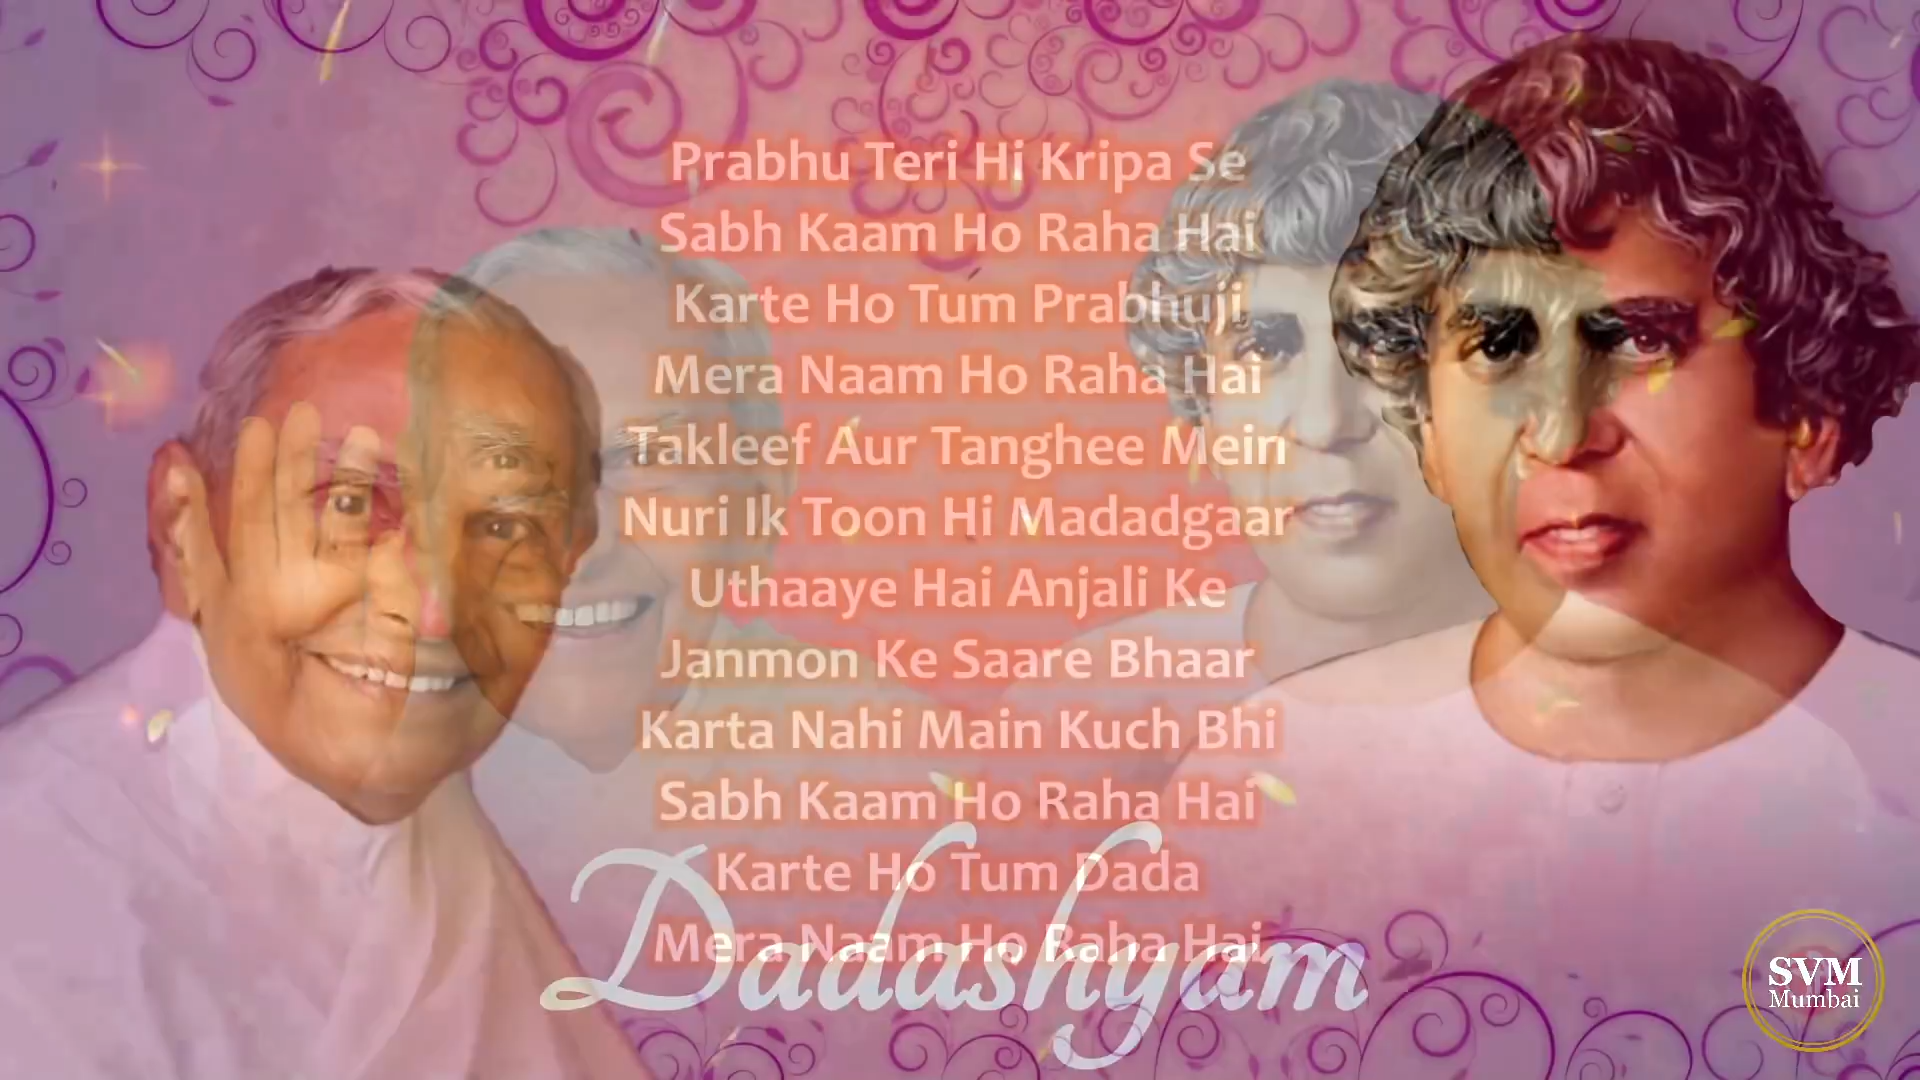 Prabhu Teri Hi Kripa Se
Sabh Kaam Ho Raha Hai
Karte Ho Tum Prabhuji
Mera Naam Ho Raha Hai
Takleef Aur Tanghee Mein
Nuri Ik Toon Hi Madadgaar
Uthaaye Hai Anjali Ke
Janmon Ke Saare Bhaar
Karta Nahi Main Kuch Bhi
Sabh Kaam Ho Raha Hai
Karte Ho Tum Dada
Mera Naam Ho Raha Hai
Dadashyam
SVM
Mumbai